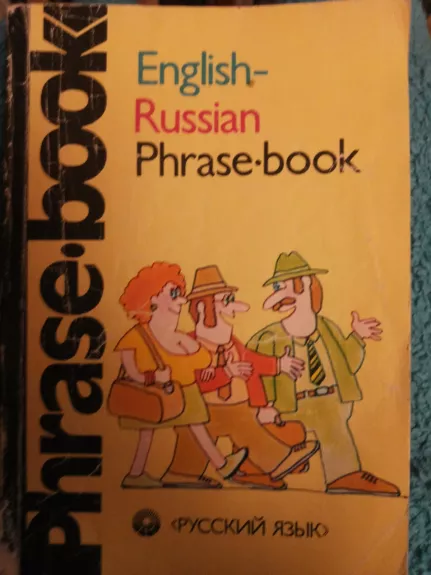 Phrase•book
English-
Russian
Phrase•book
«РУССКИЙ ЯЗЫК»